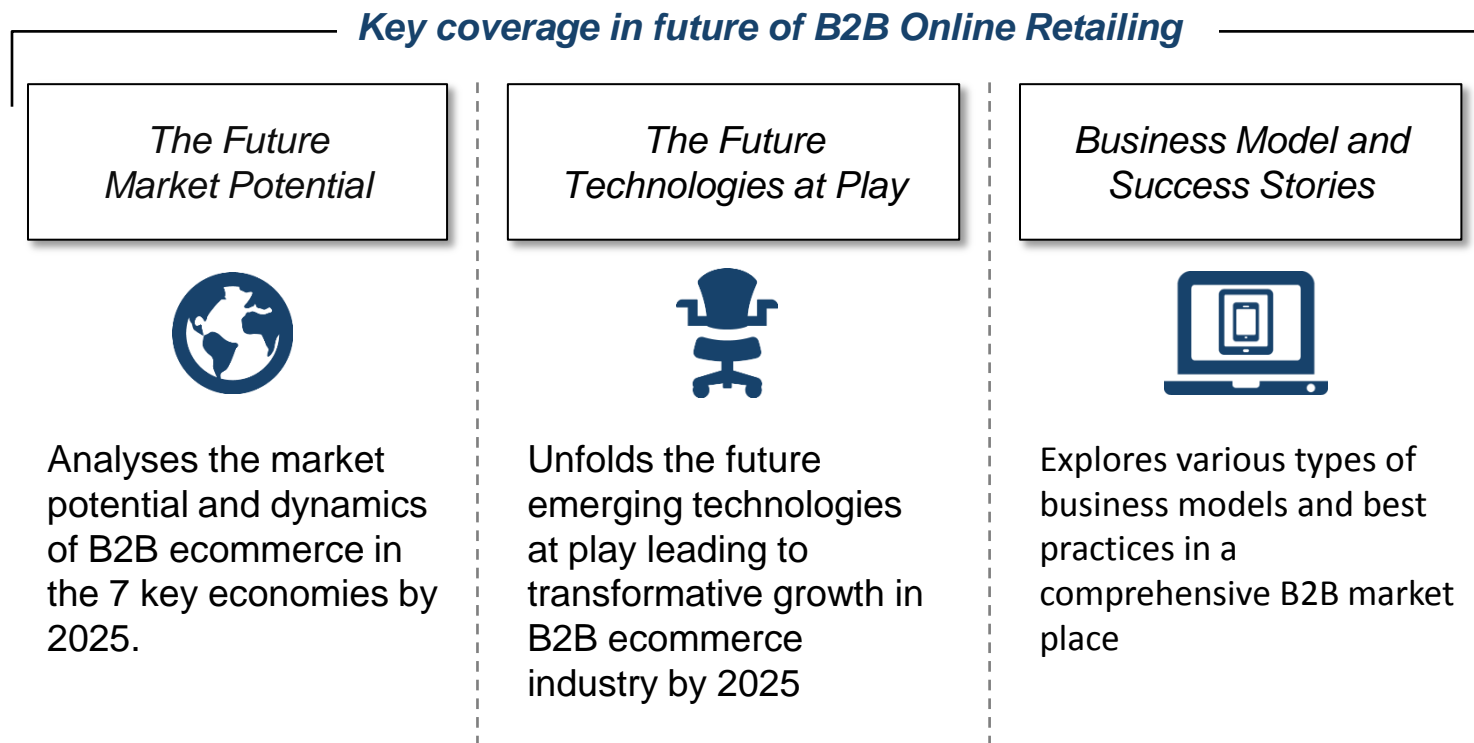 Key coverage in future of B2B Online Retailing
The Future
Market Potential
The Future
Technologies at Play
Business Model and
Success Stories
Analyses the market
potential and dynamics
of B2B ecommerce in
the 7 key economies by
2025.
Unfolds the future
emerging technologies
at play leading to
transformative growth in
B2B ecommerce
industry by 2025
Explores various types of
business models and best
practices in a
comprehensive B2B market
place